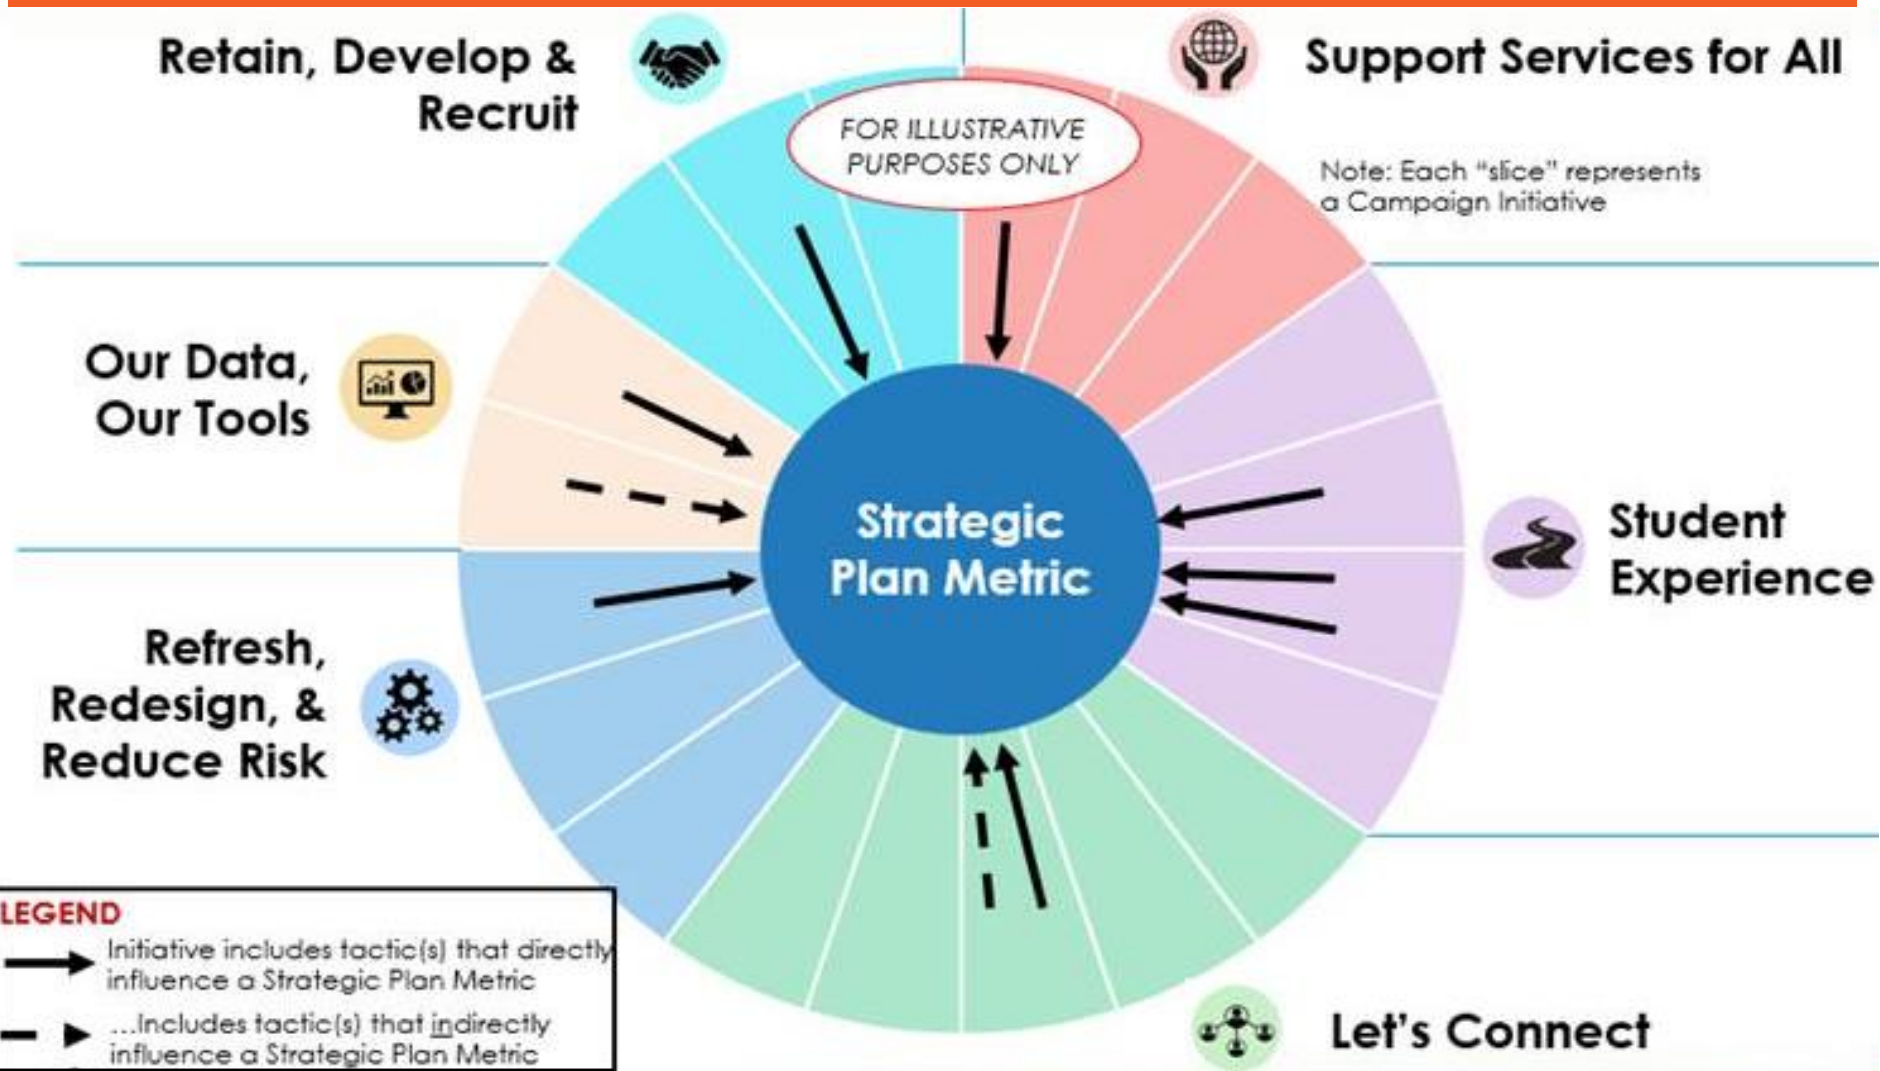 Retain, Develop &
Recruit
Support Services for All
FOR ILLUSTRATIVE
PURPOSES ONLY
Note: Each “slice” represents
a Campaign Initiative
Our Data,
Our Tools
Strategic
Plan Metric
Student
Experience
Refresh,
Redesign, &
Reduce Risk
LEGEND
Initiative includes tactic(s) that directly
influence a Strategic Plan Metric
...Includes tactic(s) that indirectly
influence a Strategic Plan Metric
Let's Connect